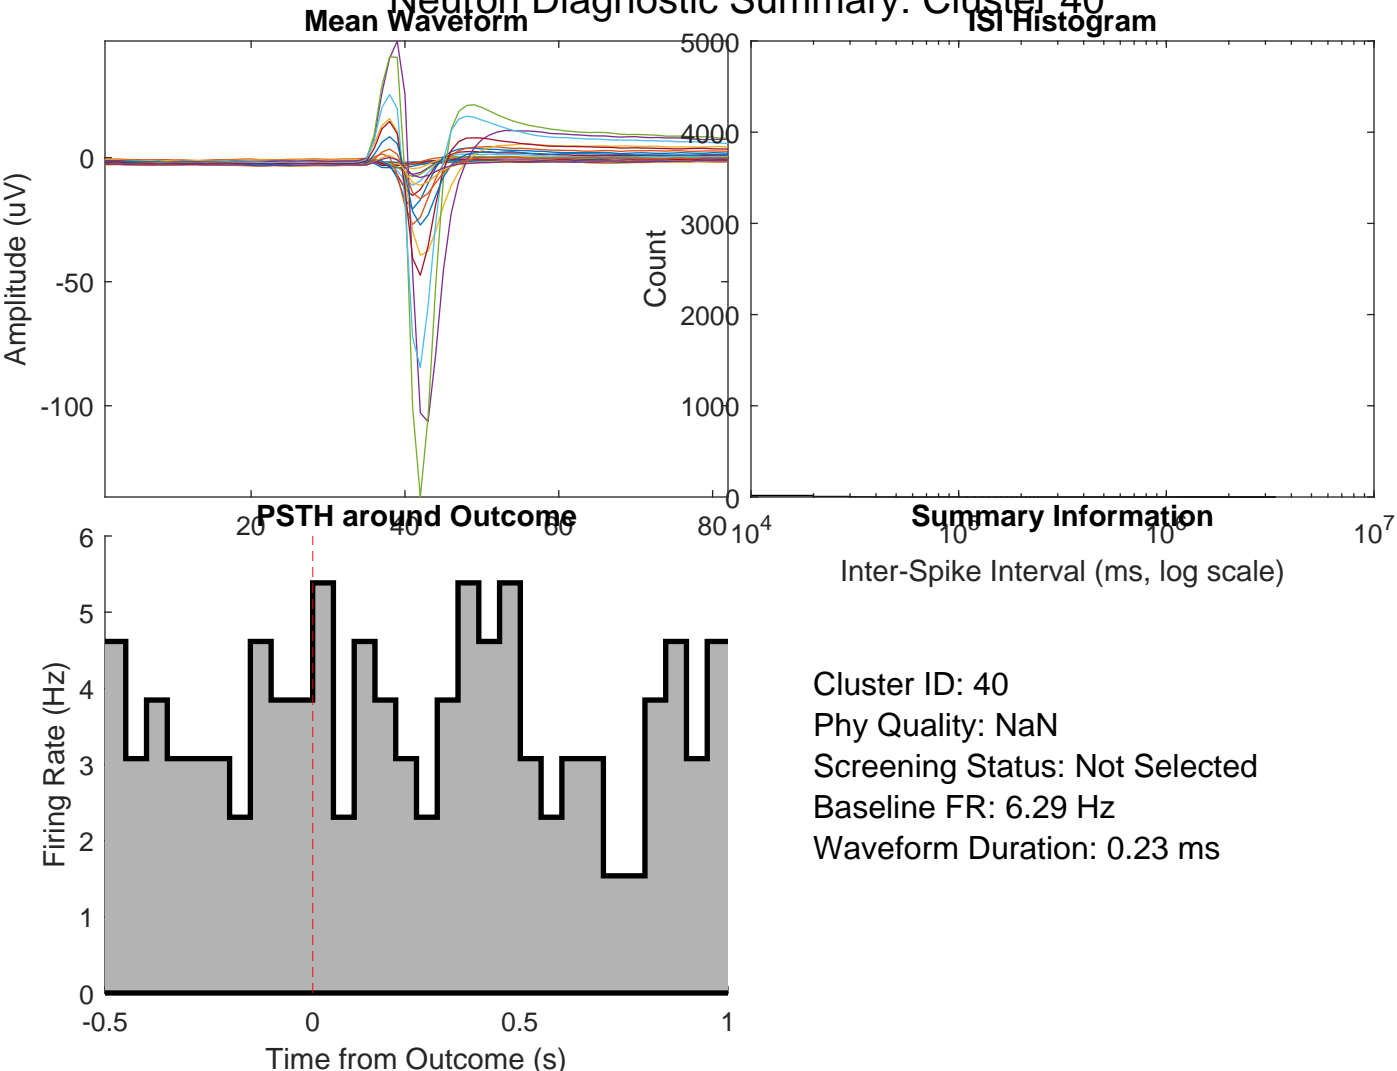 Neuron Diagnostic Summary: Cluster 40
Mean Waveform
ISI Histogram
Amplitude (uV)
0
-50
-100
20
40
60
80
Count
5000
4000
3000
2000
1000
0
10^4
10^5
10^6
10^7
Inter-Spike Interval (ms, log scale)
PSTH around Outcome
Firing Rate (Hz)
6
5
4
3
2
1
0
-0.5
0
0.5
1
Time from Outcome (s)
Summary Information
Cluster ID: 40
Phy Quality: NaN
Screening Status: Not Selected
Baseline FR: 6.29 Hz
Waveform Duration: 0.23 ms